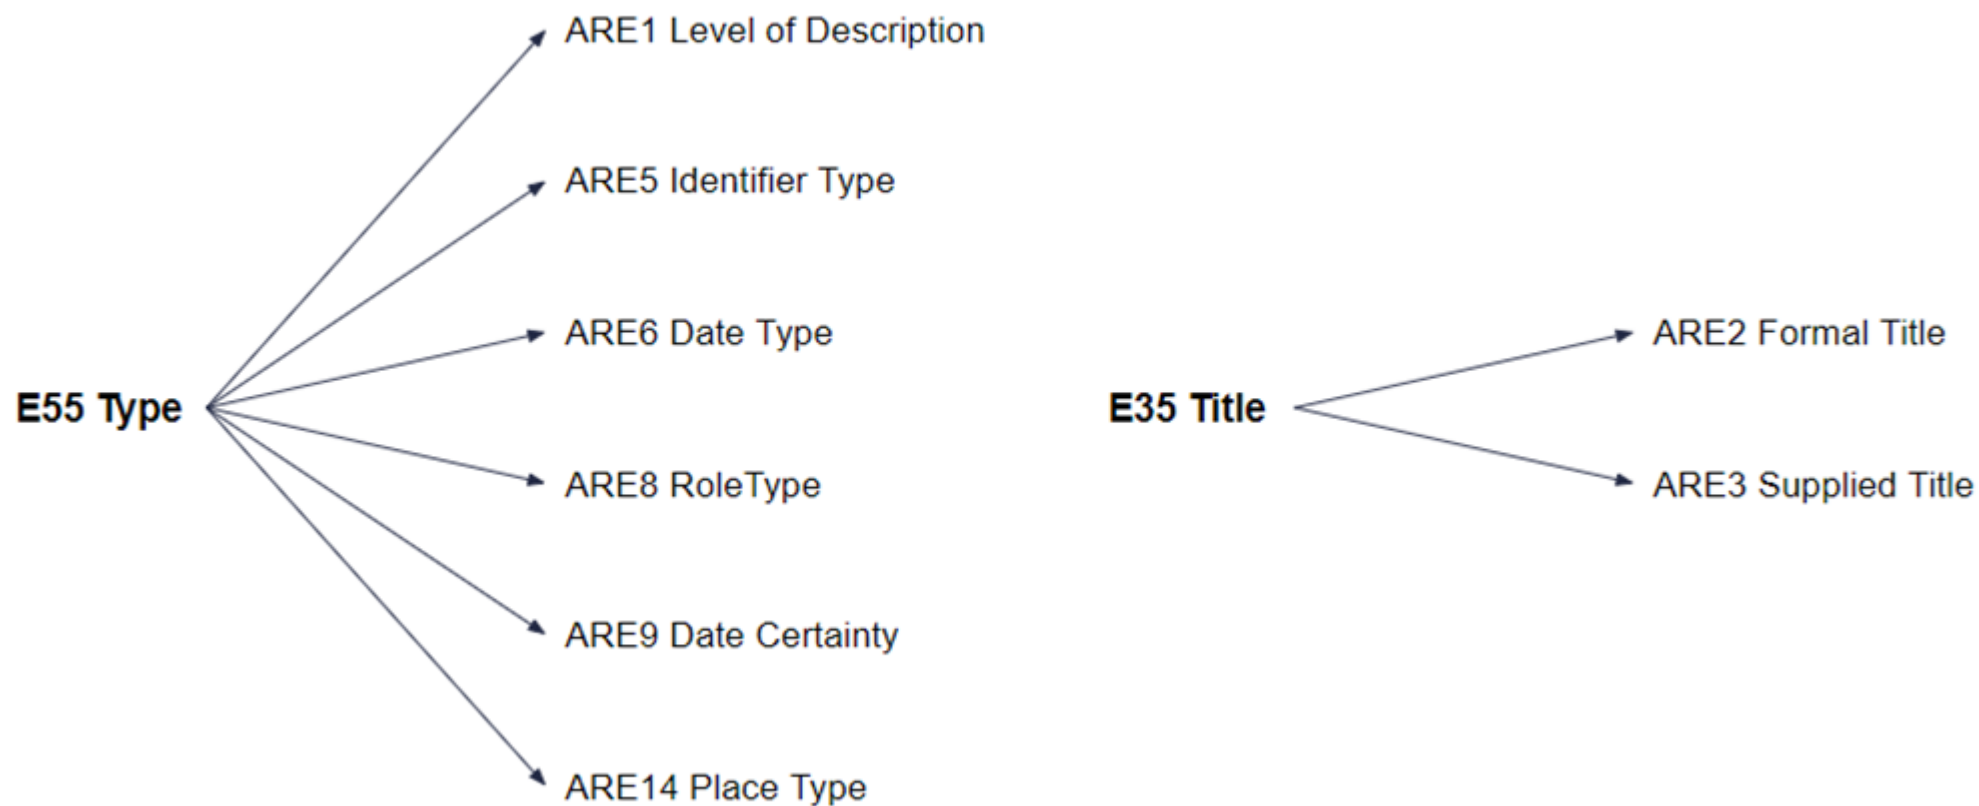 ARE1 Level of Description
ARE5 Identifier Type
ARE6 Date Type
E55 Type
ARE8 RoleType
ARE9 Date Certainty
ARE14 Place Type
E35 Title
ARE2 Formal Title
ARE3 Supplied Title